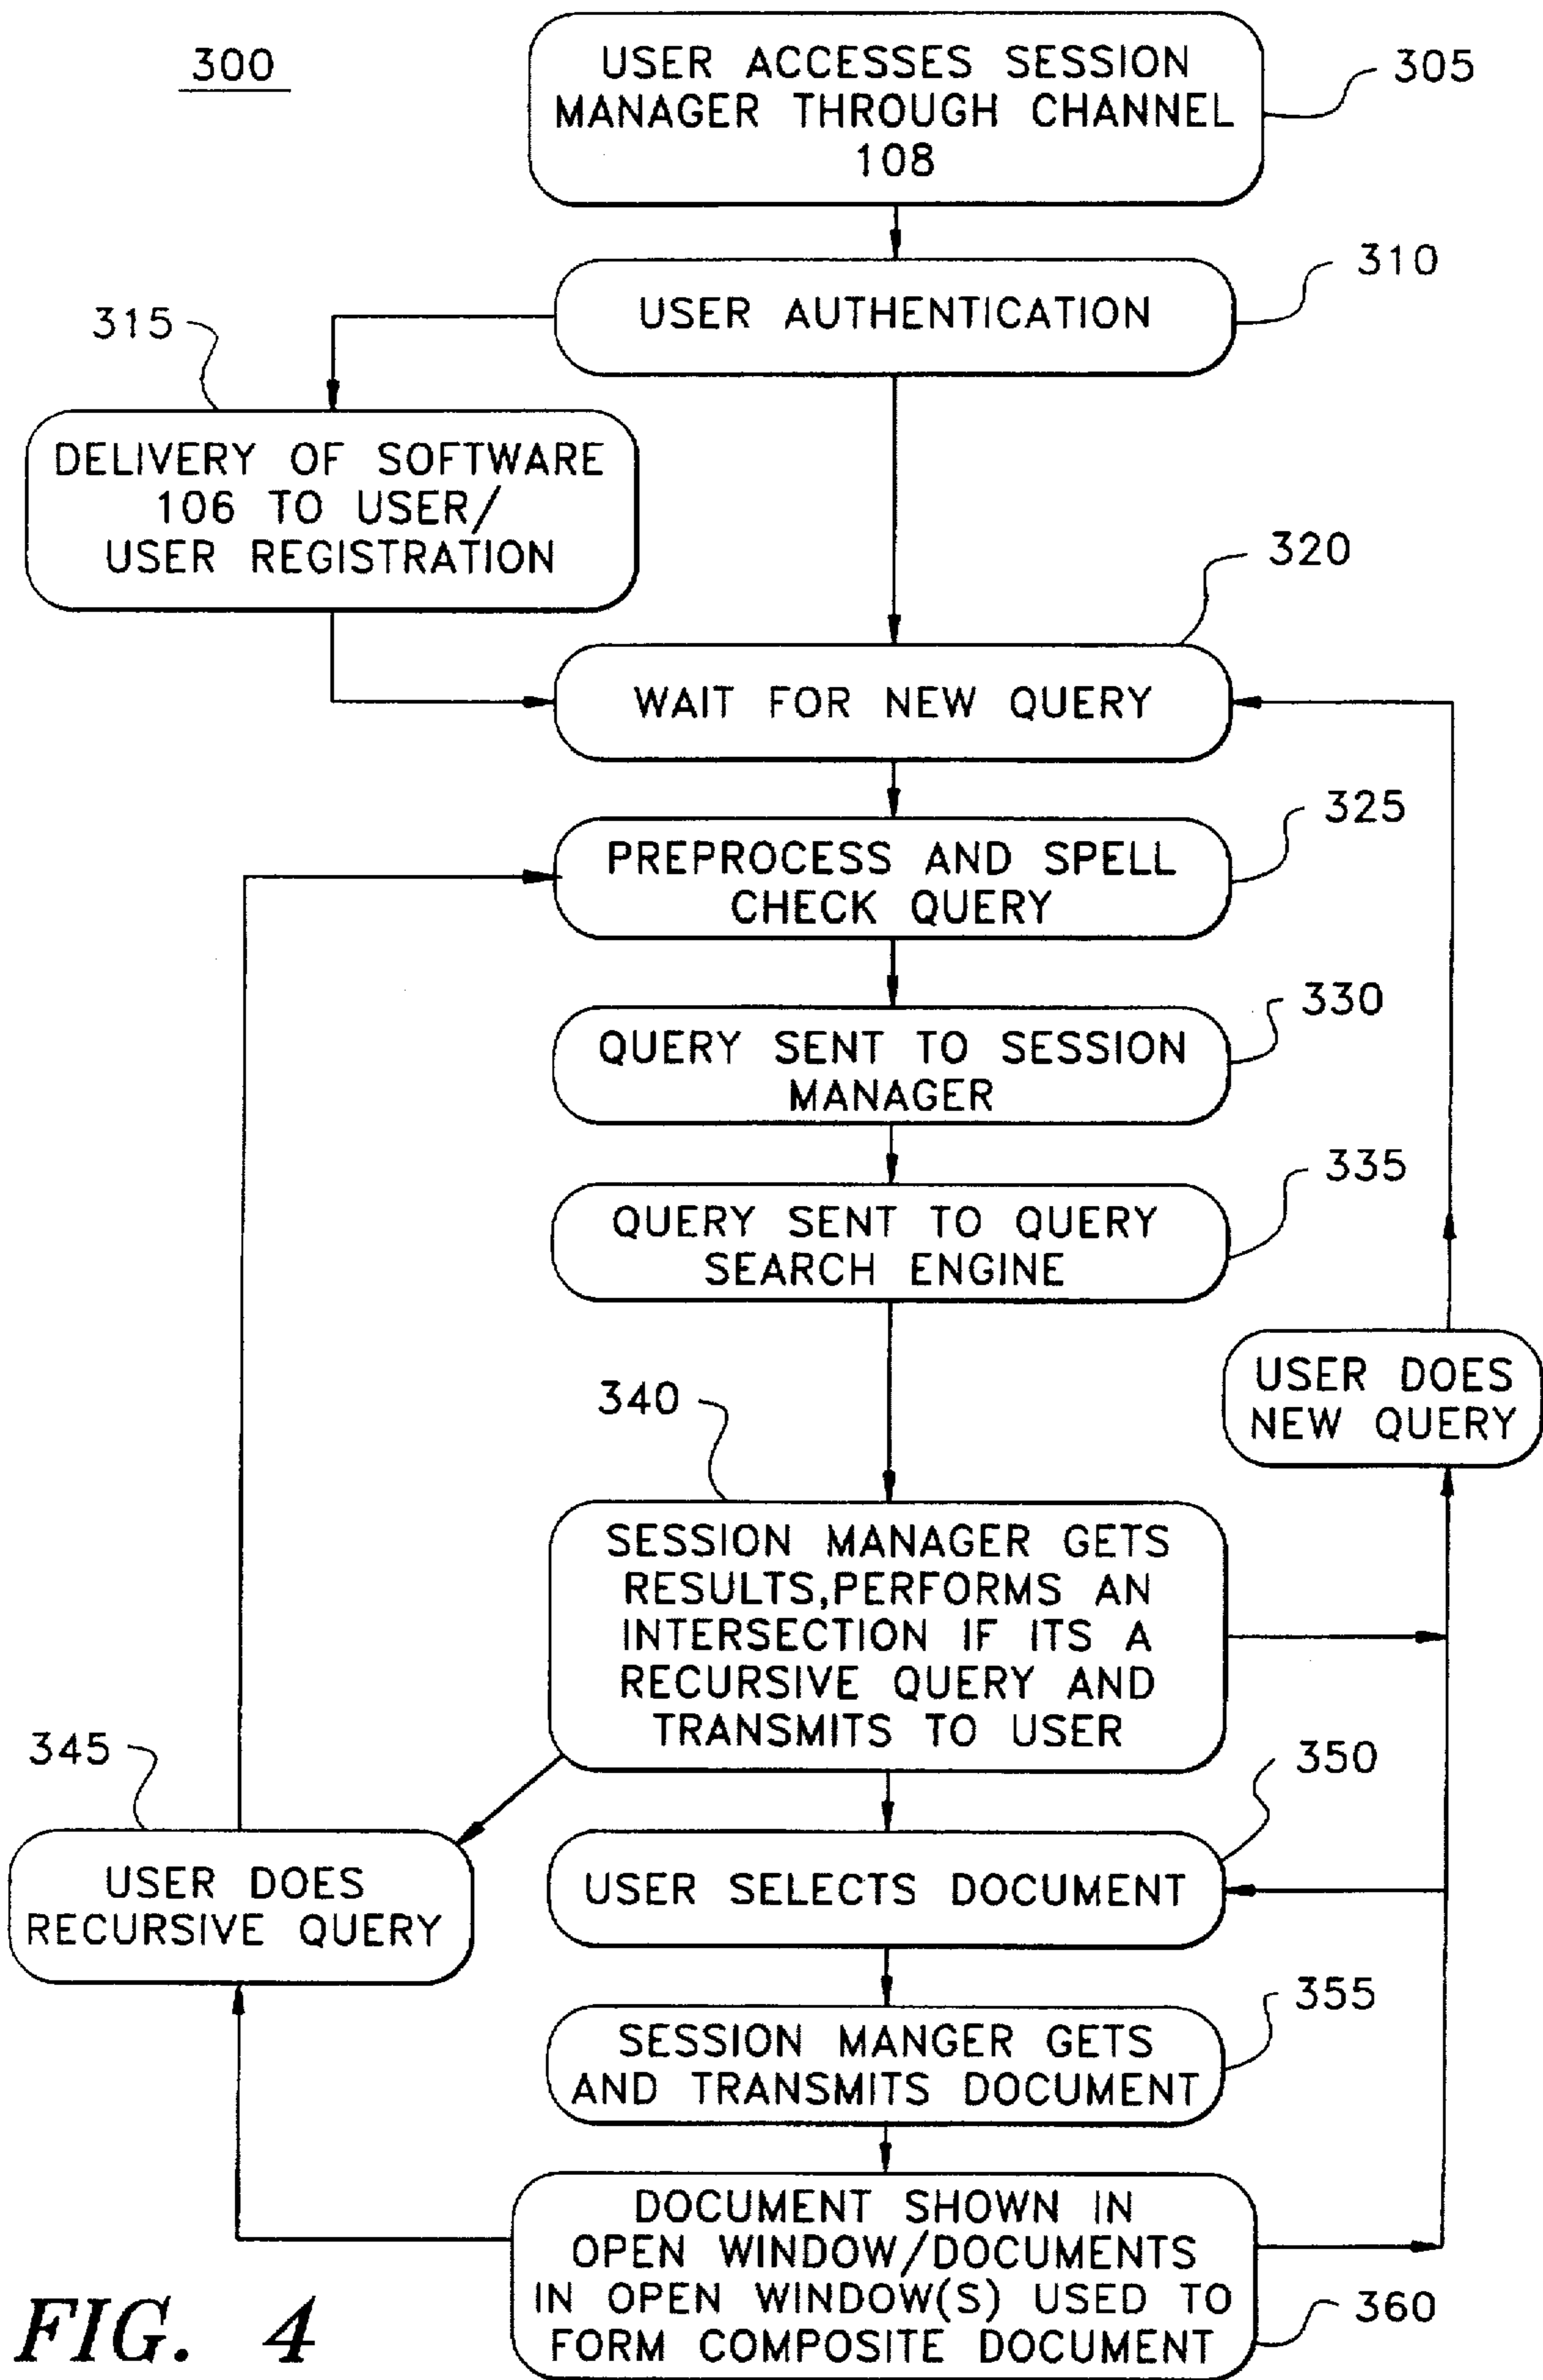 300
USER ACCESSES SESSION
MANAGER THROUGH CHANNEL
108
305
USER AUTHENTICATION
310
315
DELIVERY OF SOFTWARE
106 TO USER/
USER REGISTRATION
320
WAIT FOR NEW QUERY
325
PREPROCESS AND SPELL
CHECK QUERY
330
QUERY SENT TO SESSION
MANAGER
335
QUERY SENT TO QUERY
SEARCH ENGINE
USER DOES
NEW QUERY
340
SESSION MANAGER GETS
RESULTS,PERFORMS AN
INTERSECTION IF ITS A
RECURSIVE QUERY AND
TRANSMITS TO USER
345
USER DOES
RECURSIVE QUERY
350
USER SELECTS DOCUMENT
355
SESSION MANGER GETS
AND TRANSMITS DOCUMENT
DOCUMENT SHOWN IN
OPEN WINDOW/DOCUMENTS
IN OPEN WINDOW(S) USED TO
FORM COMPOSITE DOCUMENT
360
FIG. 4